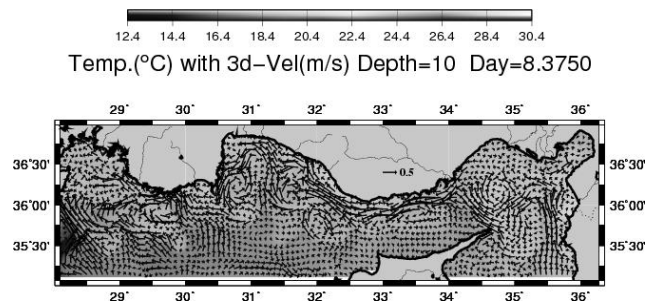 12.4 14.4 16.4 18.4 20.4 22.4 24.4 26.4 28.4 30.4
Temp.(°C) with 3d-Vel(m/s) Depth=10 Day=8.3750
29° 30° 31° 32° 33° 34° 35° 36°
36°30' 36°30'
0.5
36°00' 36°00'
35°30' 35°30'
29° 30° 31° 32° 33° 34° 35° 36°